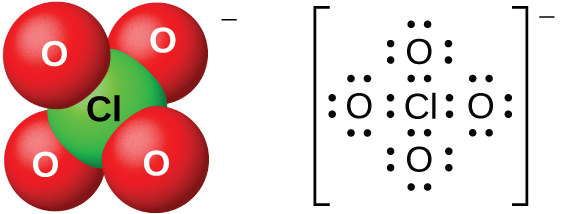 O O –
Cl
O O
[ O ] –
O Cl O
O